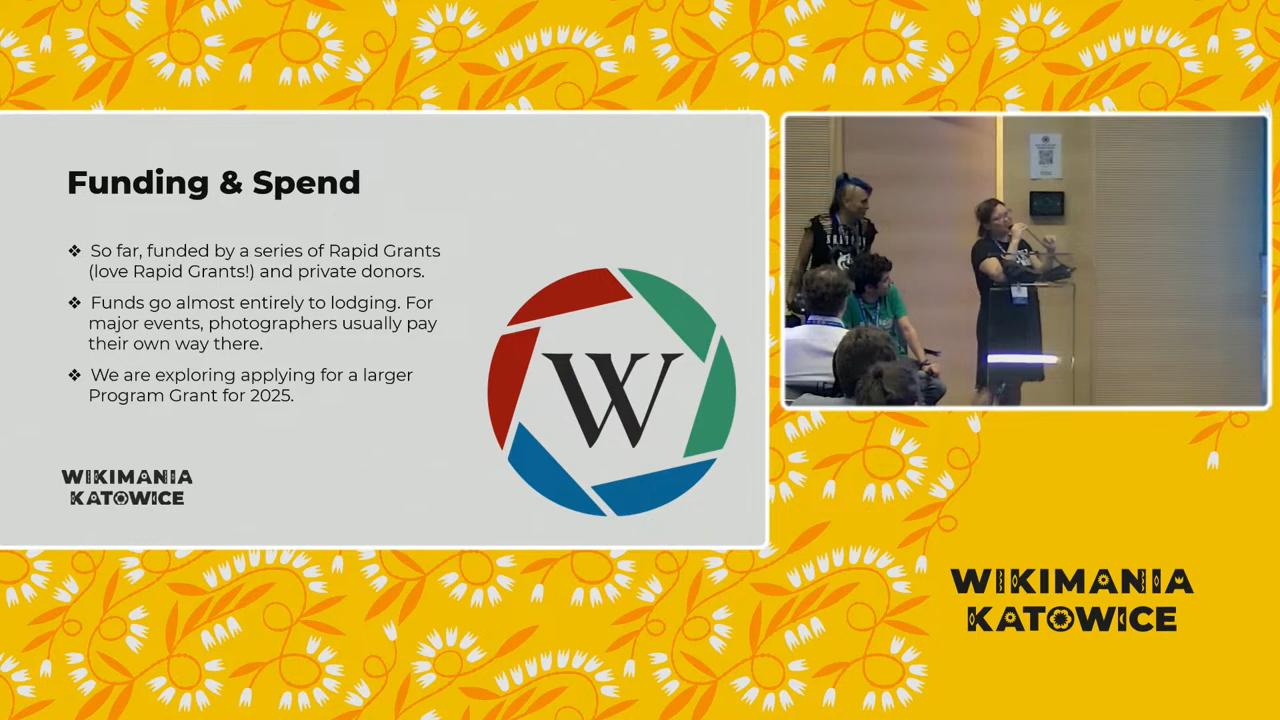 Funding & Spend
❖ So far, funded by a series of Rapid Grants
(love Rapid Grants!) and private donors.
❖ Funds go almost entirely to lodging. For
major events, photographers usually pay
their own way there.
❖ We are exploring applying for a larger
Program Grant for 2025.
W
WIKIMANIA
KATOWICE
WIKIMANIA
KATOWICE